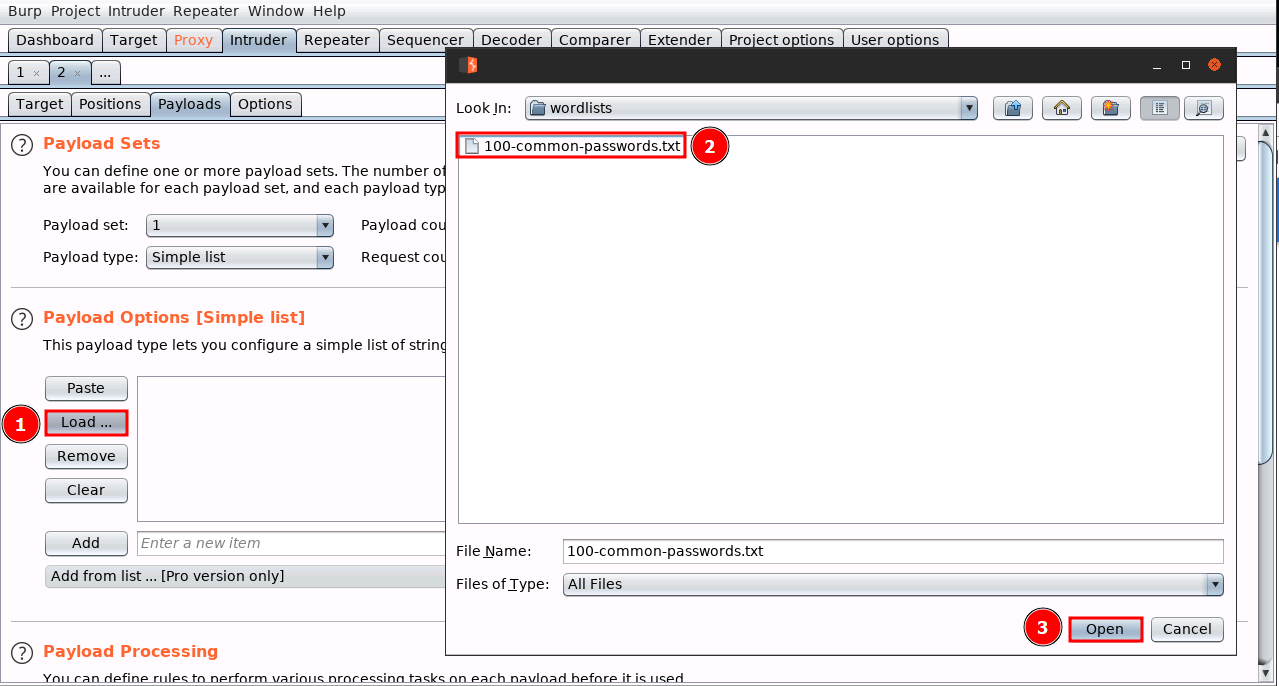 Burp Project Intruder Repeater Window Help
Dashboard Target Proxy Intruder Repeater Sequencer Decoder Comparer Extender Project options User options
1 × 2 × ...
Target Positions Payloads Options
? Payload Sets
You can define one or more payload sets. The number of
are available for each payload set, and each payload typ
Payload set: 1 Payload cou
Payload type: Simple list Request cou
? Payload Options [Simple list]
This payload type lets you configure a simple list of string
Paste
1 Load ...
Remove
Clear
Add Enter a new item
Add from list ... [Pro version only]
? Payload Processing
You can define rules to perform various processing tasks on each payload before it is used.
Look In: wordlists
100-common-passwords.txt 2
File Name: 100-common-passwords.txt
Files of Type: All Files
3 Open Cancel